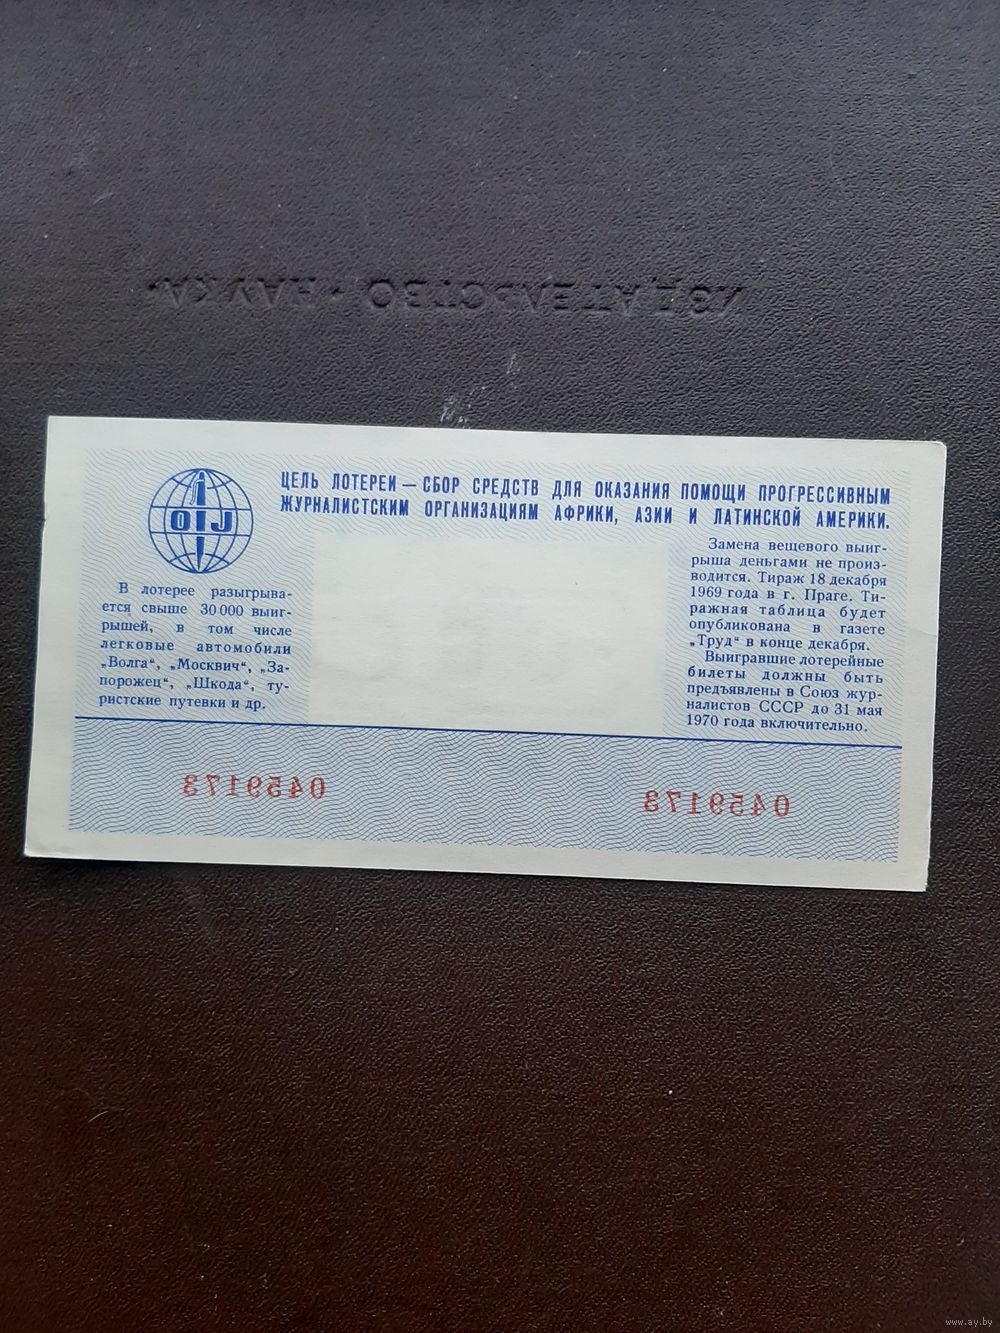 ИЗДАТЕЛЬСТВО «НАУКА»
ЦЕЛЬ ЛОТЕРЕИ — СБОР СРЕДСТВ ДЛЯ ОКАЗАНИЯ ПОМОЩИ ПРОГРЕССИВНЫМ
ЖУРНАЛИСТСКИМ ОРГАНИЗАЦИЯМ АФРИКИ, АЗИИ И ЛАТИНСКОЙ АМЕРИКИ.
OIJ
В лотерее разыгрыва-
ется свыше 30 000 выиг-
рышей, в том числе
легковые автомобили
„Волга“, „Москвич“, „За-
порожец“, „Шкода“, ту-
ристские путевки и др.
Замена вещевого выиг-
рыша деньгами не произ-
водится. Тираж 18 декабря
1969 года в г. Праге. Ти-
ражная таблица будет
опубликована в газете
„Труд“ в конце декабря.
Выигравшие лотерейные
билеты должны быть
предъявлены в Союз жур-
налистов СССР до 31 мая
1970 года включительно.
0459173
0459173
www.ay.by